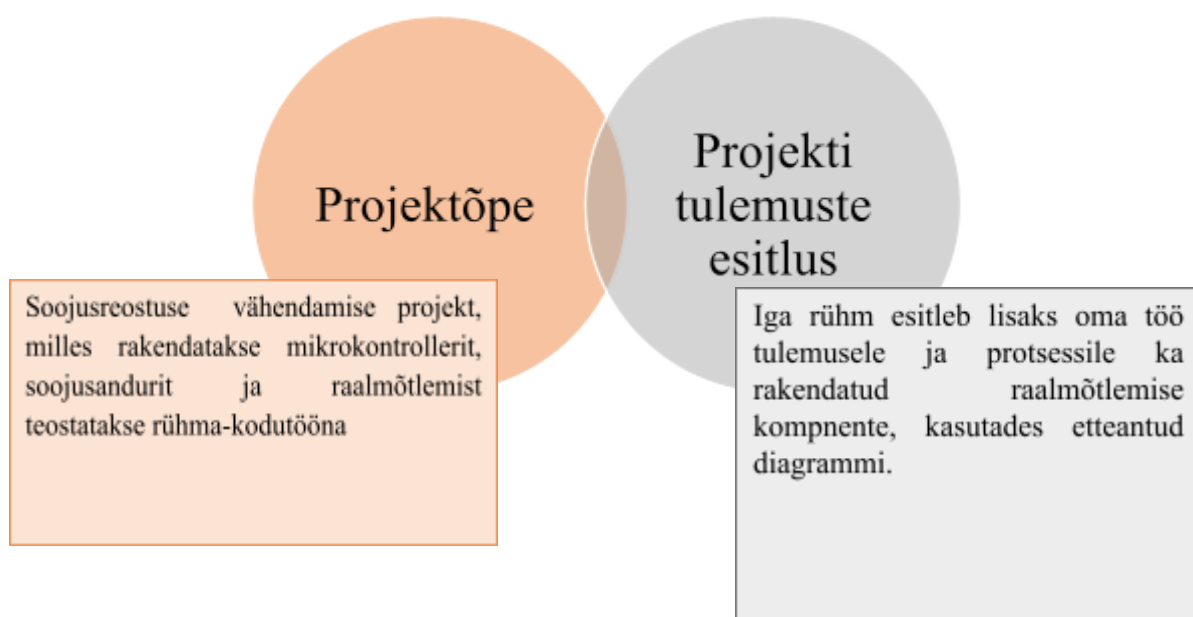 Projektõpe
Projekti
tulemuste
esitlus
Soojusreostuse vähendamise projekt,
milles rakendatakse mikrokontrollerit,
soojusandurit ja raalmõtlemist
teostatakse rühma-kodutööna
Iga rühm esitleb lisaks oma töö
tulemusele ja protsessile ka
rakendatud raalmõtlemise
kompnente, kasutades etteantud
diagrammi.